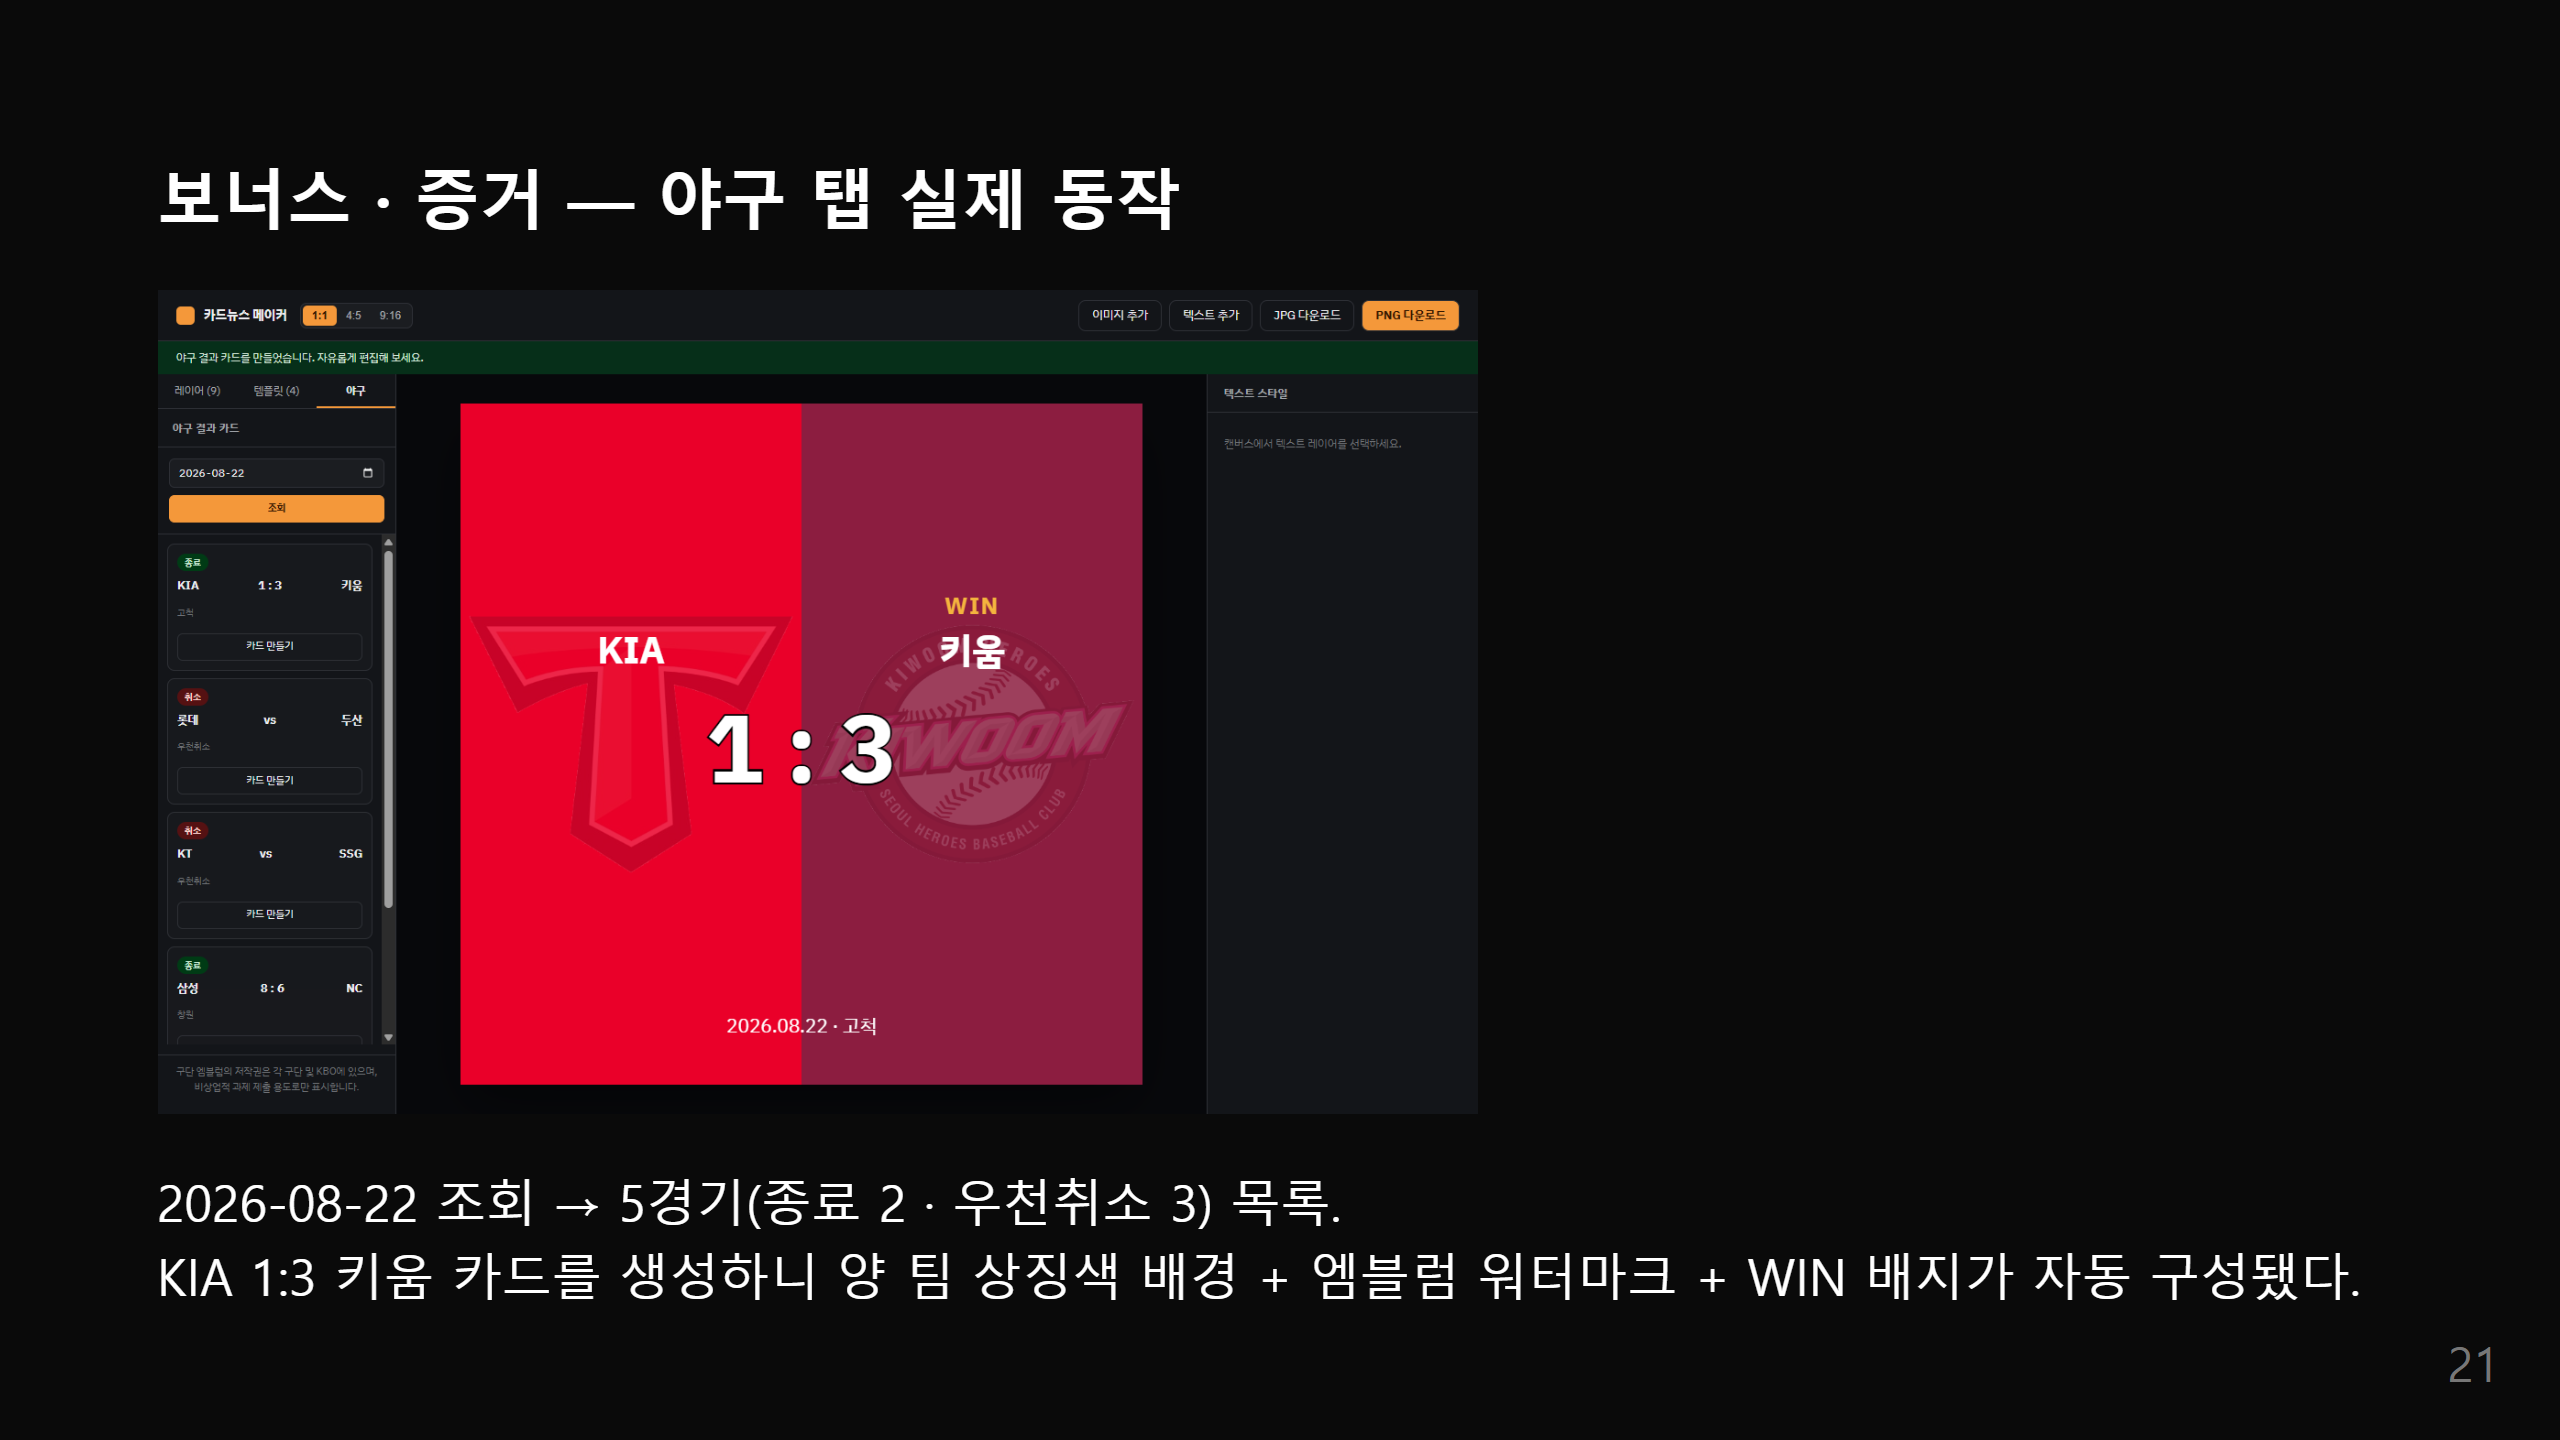 보너스 · 증거 — 야구 탭 실제 동작
카드뉴스 메이커 1:1 4:5 9:16
이미지 추가 텍스트 추가 JPG 다운로드 PNG 다운로드
야구 결과 카드를 만들었습니다. 자유롭게 편집해 보세요.
레이어 (9) 템플릿 (4) 야구
야구 결과 카드
2026-08-22
조회
종료
KIA 1 : 3 키움
고척
카드 만들기
취소
롯데 vs 두산
우천취소
카드 만들기
취소
KT vs SSG
우천취소
카드 만들기
종료
삼성 8 : 6 NC
창원
구단 엠블럼의 저작권은 각 구단 및 KBO에 있으며,
비상업적 과제 제출 용도로만 표시합니다.
WIN
KIA 키움
KIWOOM HEROES
KIWOOM
SEOUL HEROES BASEBALL CLUB
1 : 3
2026.08.22 · 고척
텍스트 스타일
캔버스에서 텍스트 레이어를 선택하세요.
2026-08-22 조회 → 5경기(종료 2 · 우천취소 3) 목록.
KIA 1:3 키움 카드를 생성하니 양 팀 상징색 배경 + 엠블럼 워터마크 + WIN 배지가 자동 구성됐다.
21